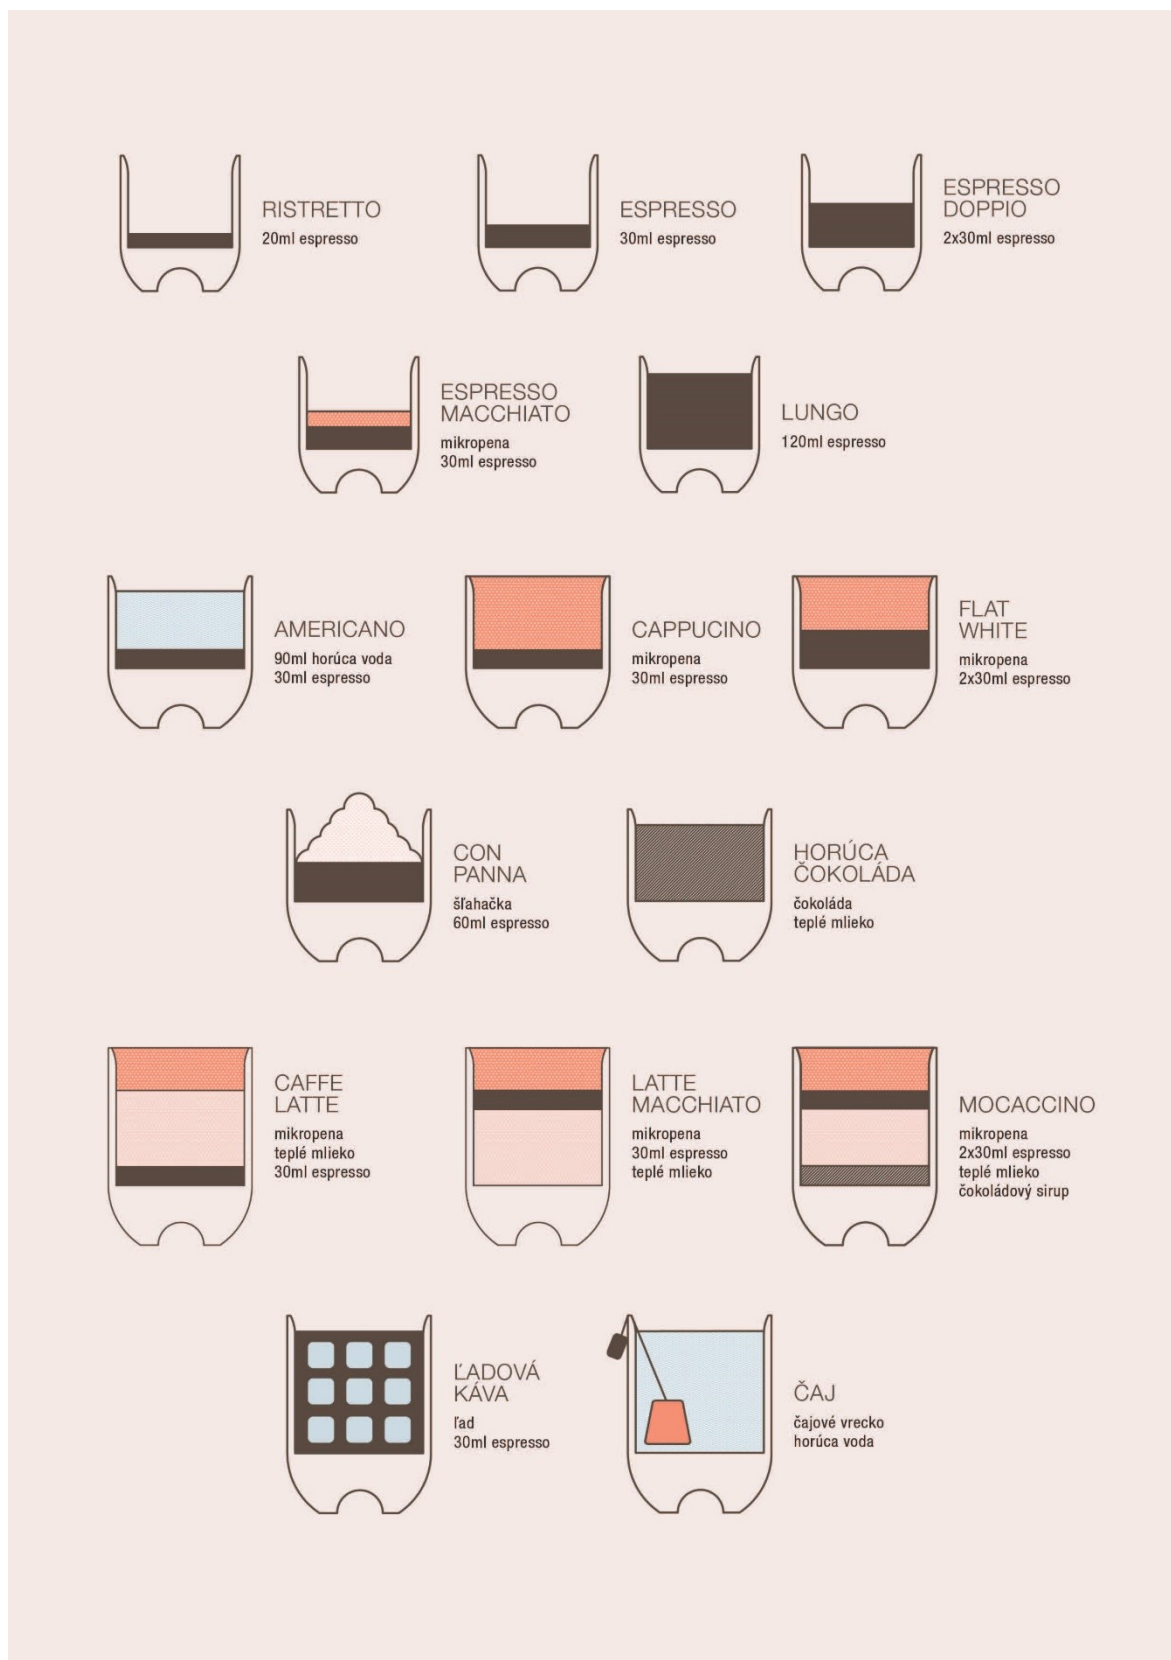 RISTRETTO
20ml espresso
ESPRESSO
30ml espresso
ESPRESSO
DOPPIO
2x30ml espresso
ESPRESSO
MACCHIATO
mikropena
30ml espresso
LUNGO
120ml espresso
AMERICANO
90ml horúca voda
30ml espresso
CAPPUCINO
mikropena
30ml espresso
FLAT
WHITE
mikropena
2x30ml espresso
CON
PANNA
šľahačka
60ml espresso
HORÚCA
ČOKOLÁDA
čokoláda
teplé mlieko
CAFFE
LATTE
mikropena
teplé mlieko
30ml espresso
LATTE
MACCHIATO
mikropena
30ml espresso
teplé mlieko
MOCACCINO
mikropena
2x30ml espresso
teplé mlieko
čokoládový sirup
ĽADOVÁ
KÁVA
ľad
30ml espresso
ČAJ
čajové vrecko
horúca voda